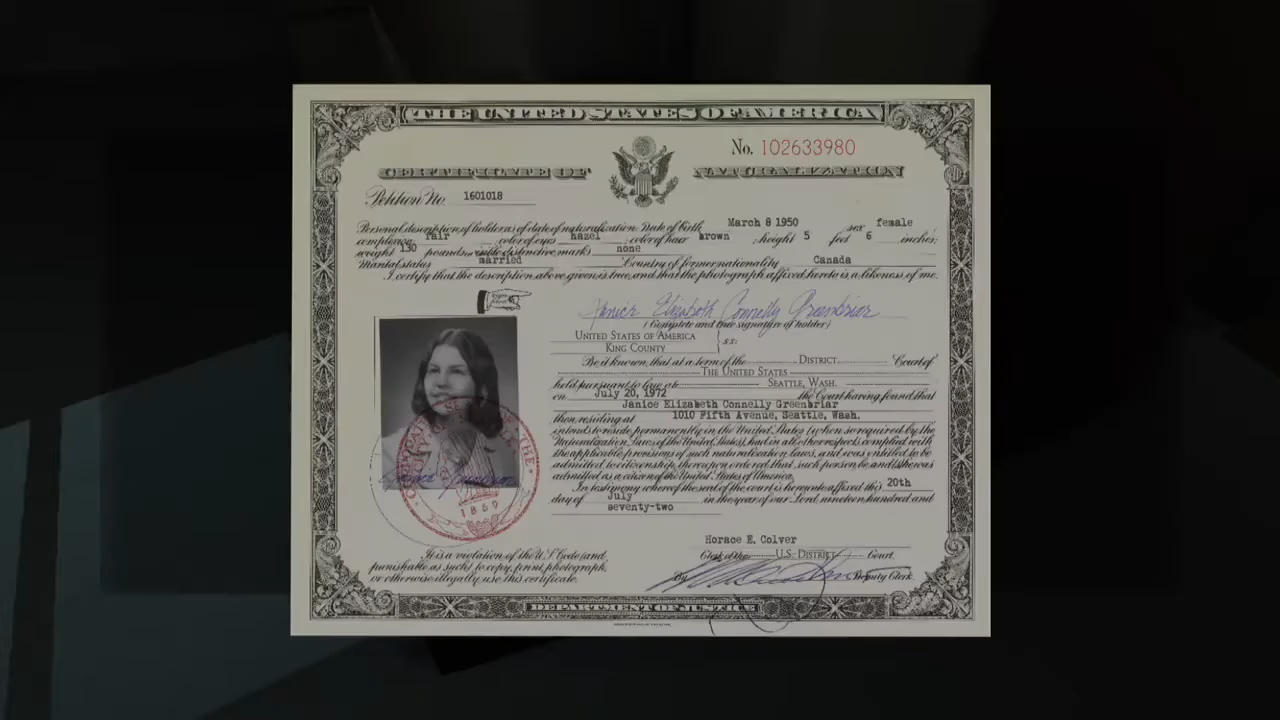 THE UNITED STATES OF AMERICA
No. 102633980
CERTIFICATE OF NATURALIZATION
Petition No. 1601018
Personal description of holder as of date of naturalization: Date of birth March 8 1950 sex female
complexion fair color of eyes hazel color of hair brown height 5 feet 6 inches;
weight 130 pounds; visible distinctive marks none
Marital status married Country of former nationality Canada
I certify that the description above given is true, and that the photograph affixed hereto is a likeness of me.
Janice Elizabeth Connelly Greenbriar
(Complete and true signature of holder)
UNITED STATES OF AMERICA
KING COUNTY
ss:
Be it known, that at a term of the DISTRICT Court of
THE UNITED STATES
held pursuant to law at SEATTLE, WASH.
on July 20, 1972 the Court having found that
Janice Elizabeth Connelly Greenbriar
then residing at 1010 Fifth Avenue, Seattle, Wash.
intends to reside permanently in the United States (when so required by the
Naturalization Laws of the United States), had in all other respects complied with
the applicable provisions of such naturalization laws, and was entitled to be
admitted to citizenship, thereupon ordered that such person be and (s)he was
admitted as a citizen of the United States of America.
In testimony whereof the seal of the court is hereunto affixed this 20th
day of July in the year of our Lord nineteen hundred and
seventy-two
THE
1869
Horace E. Colver
Clerk of the U.S. DISTRICT Court
By Deputy Clerk.
It is a violation of the U.S. Code (and
punishable as such) to copy, print, photograph,
or otherwise illegally use this certificate.
DEPARTMENT OF JUSTICE